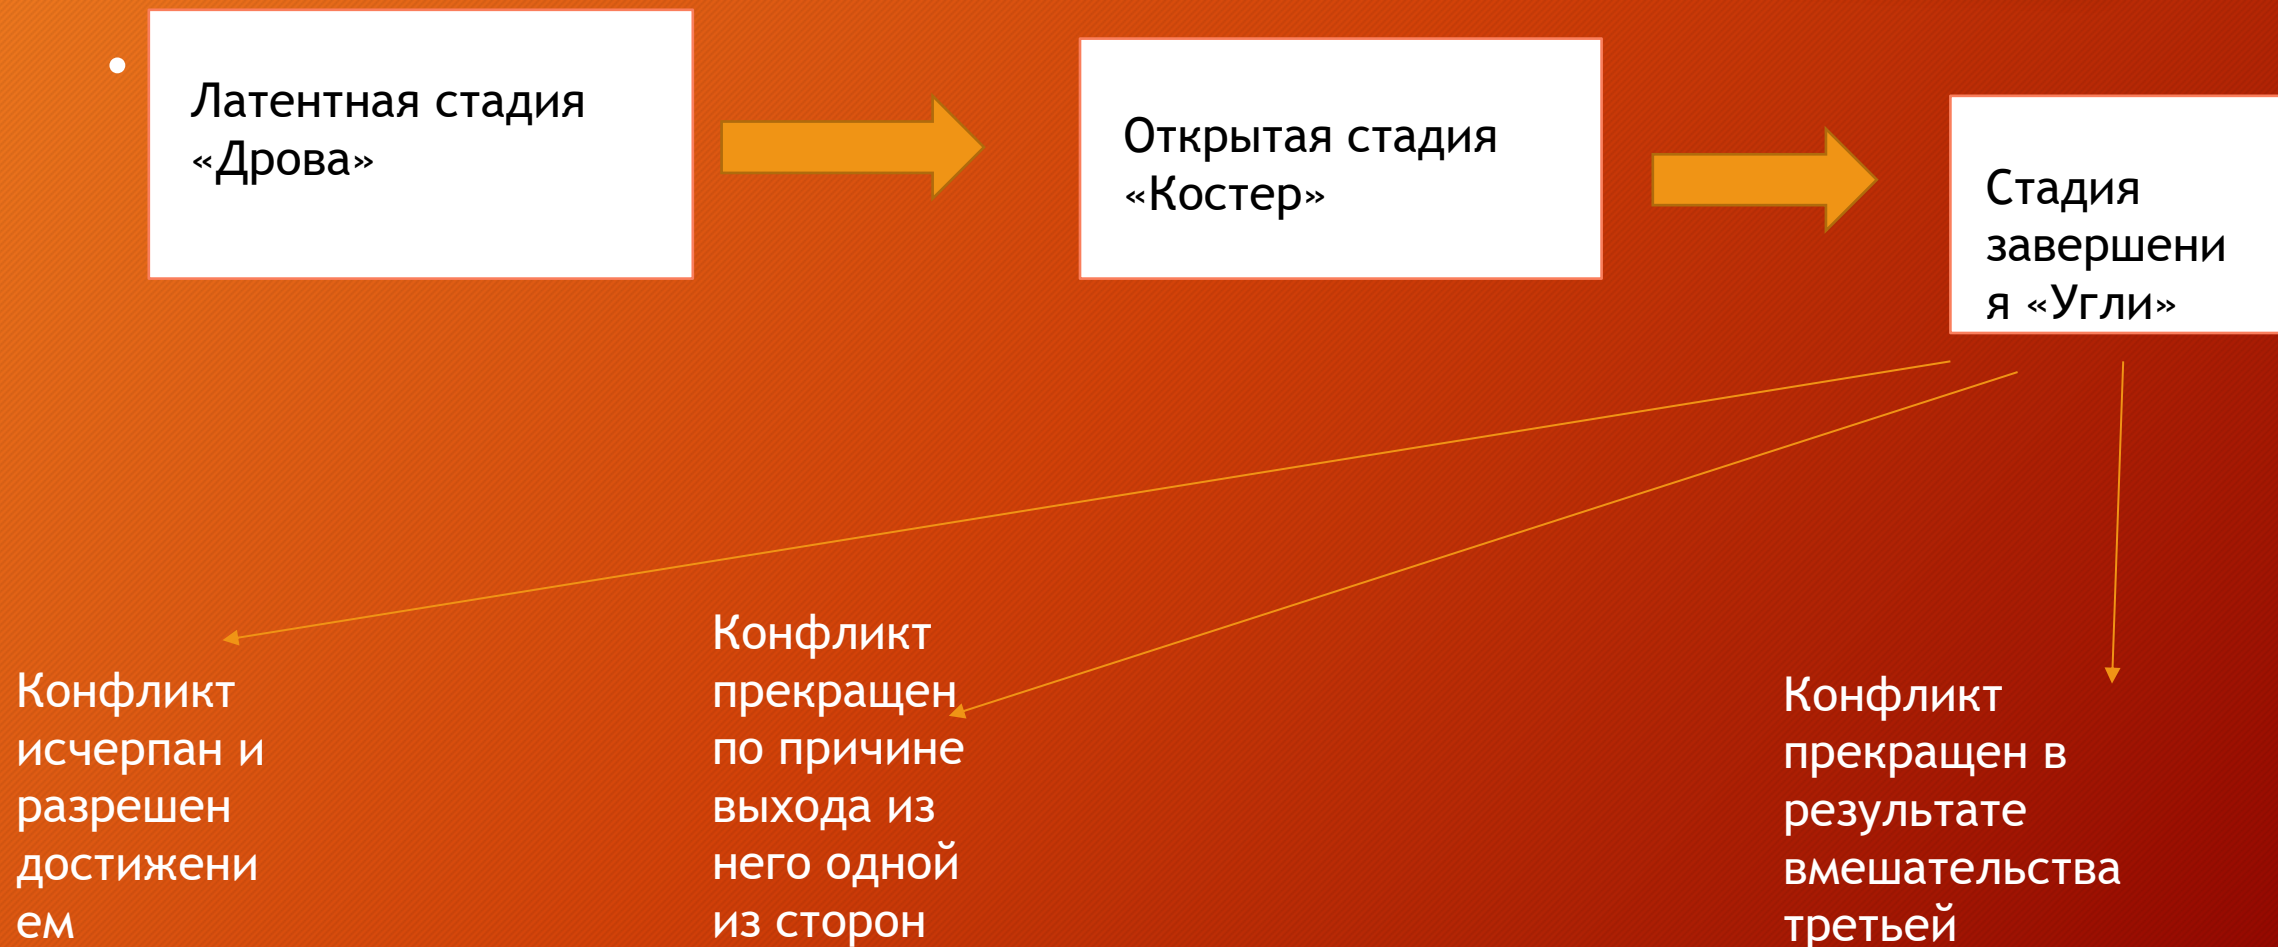 Латентная стадия
«Дрова»
Открытая стадия
«Костер»
Стадия
завершени
я «Угли»
Конфликт
исчерпан и
разрешен
достижени
ем
Конфликт
прекращен
по причине
выхода из
него одной
из сторон
Конфликт
прекращен в
результате
вмешательства
третьей